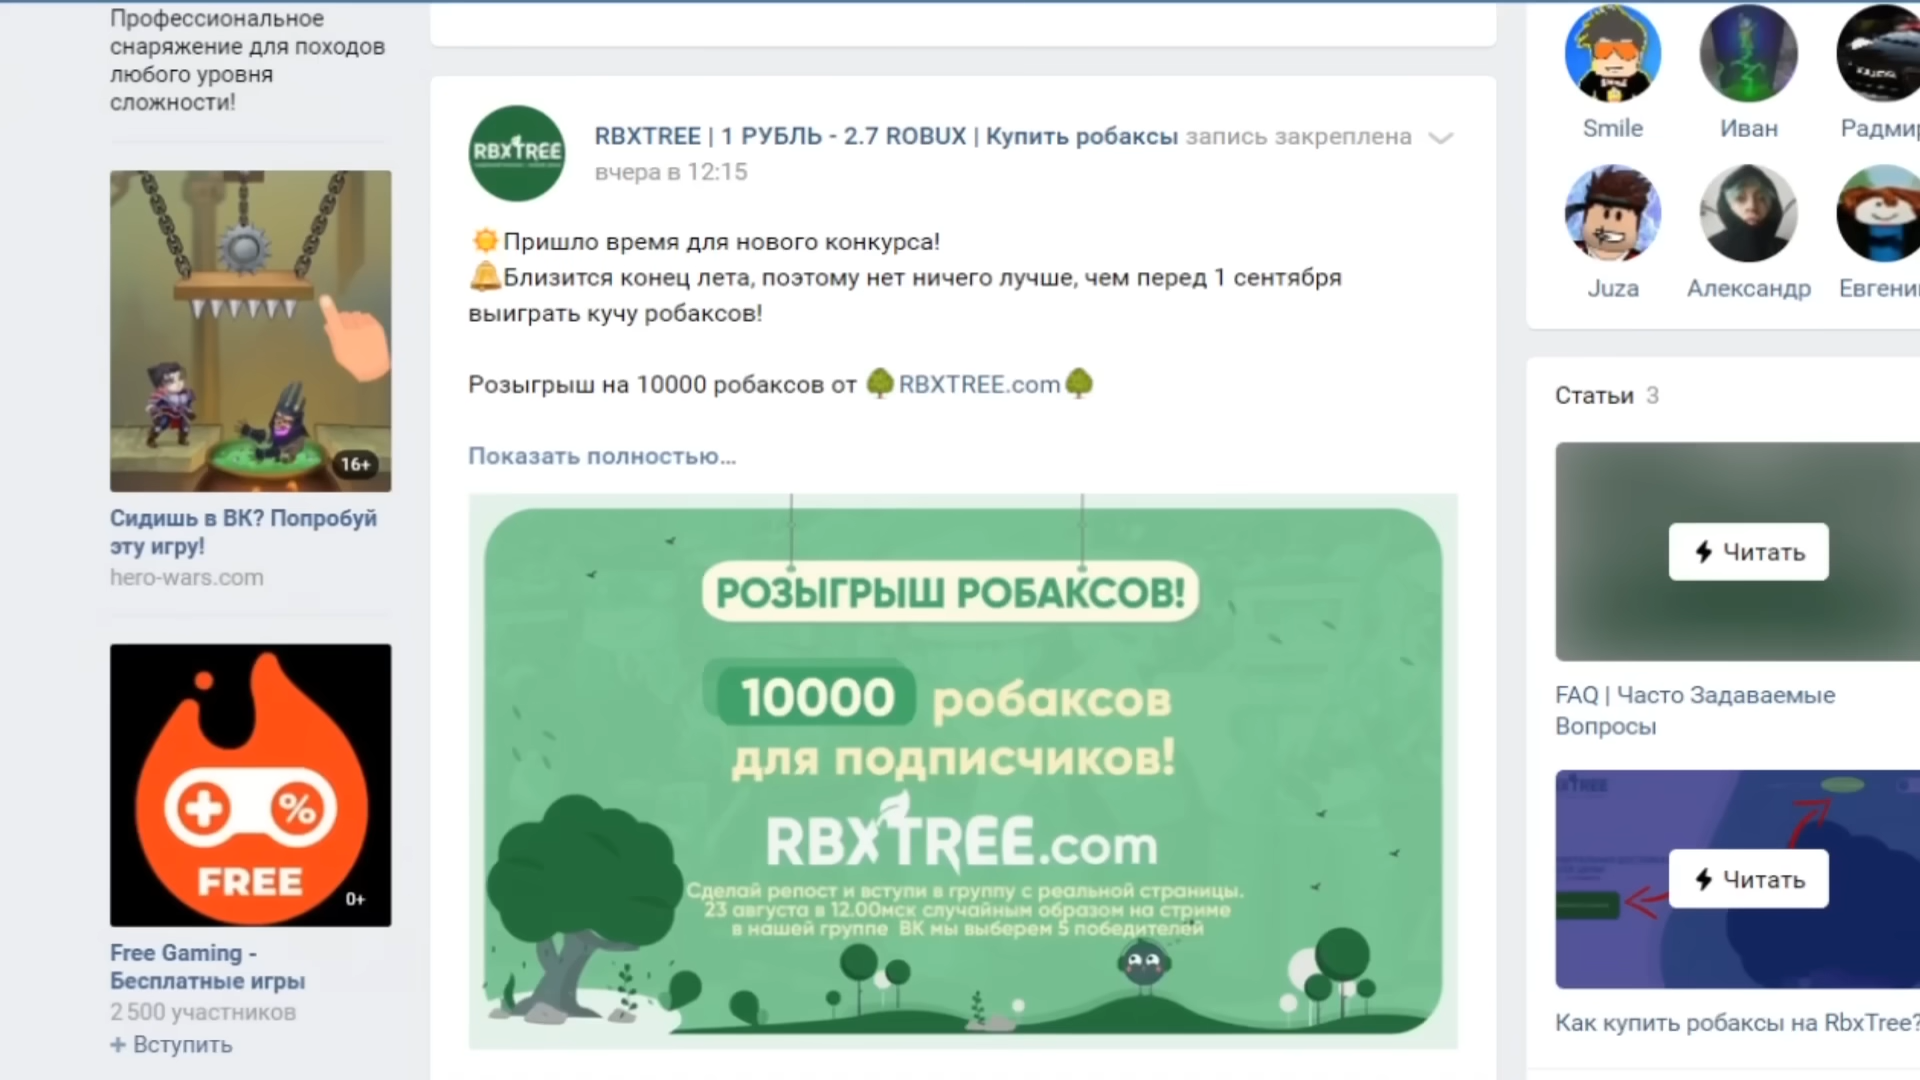 Профессиональное
снаряжение для походов
любого уровня
сложности!
16+
Сидишь в ВК? Попробуй
эту игру!
hero-wars.com
%
FREE
0+
Free Gaming -
Бесплатные игры
2 500 участников
+ Вступить
RBXTREE
RBXTREE | 1 РУБЛЬ - 2.7 ROBUX | Купить робаксы запись закреплена
вчера в 12:15
Пришло время для нового конкурса!
Близится конец лета, поэтому нет ничего лучше, чем перед 1 сентября
выиграть кучу робаксов!
Розыгрыш на 10000 робаксов от RBXTREE.com
Показать полностью...
РОЗЫГРЫШ РОБАКСОВ!
10000 робаксов
для подписчиков!
RBXTREE.com
Сделай репост и вступи в группу с реальной страницы.
23 августа в 12.00мск случайным образом на стриме
в нашей группе ВК мы выберем 5 победителей
Smile
Иван
Juza
Александр
Статьи 3
Читать
FAQ | Часто Задаваемые
Вопросы
Читать
Как купить робаксы на RbxTree?